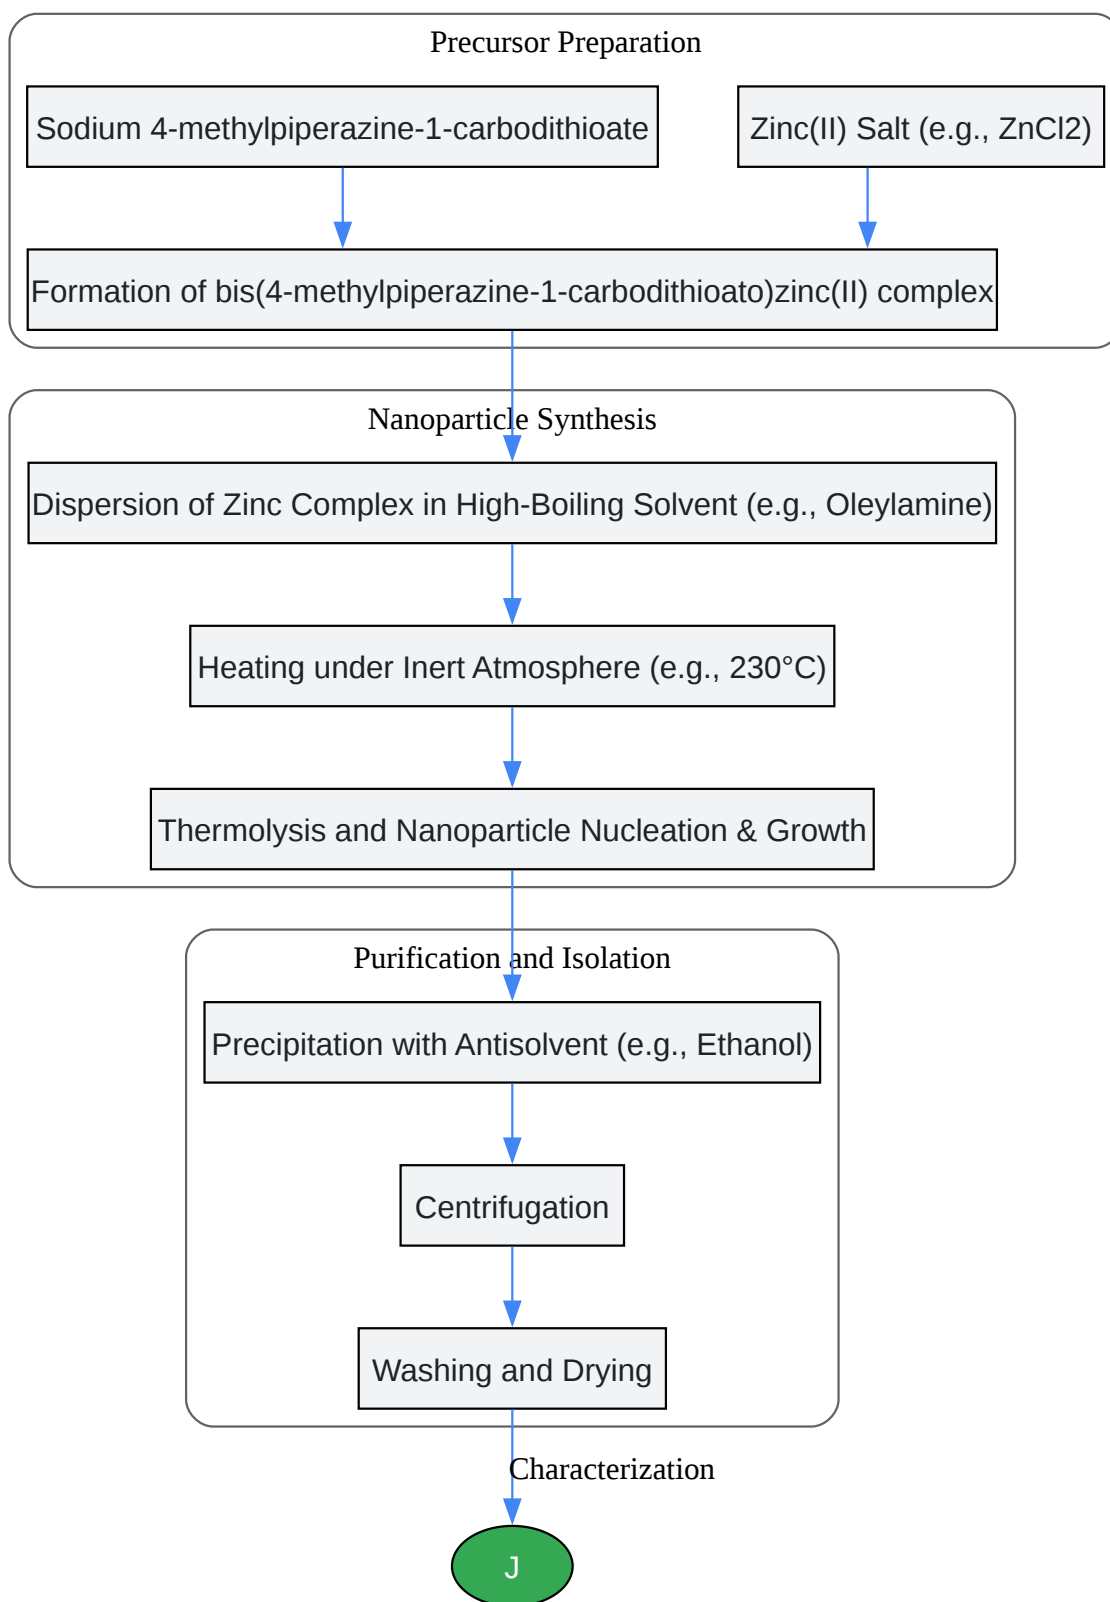 Precursor Preparation
Sodium 4-methylpiperazine-1-carbodithioate
Zinc(II) Salt (e.g., ZnCl2)
Formation of bis(4-methylpiperazine-1-carbodithioato)zinc(II) complex
Nanoparticle Synthesis
Dispersion of Zinc Complex in High-Boiling Solvent (e.g., Oleylamine)
Heating under Inert Atmosphere (e.g., 230°C)
Thermolysis and Nanoparticle Nucleation & Growth
Purification and Isolation
Precipitation with Antisolvent (e.g., Ethanol)
Centrifugation
Washing and Drying
Characterization
J